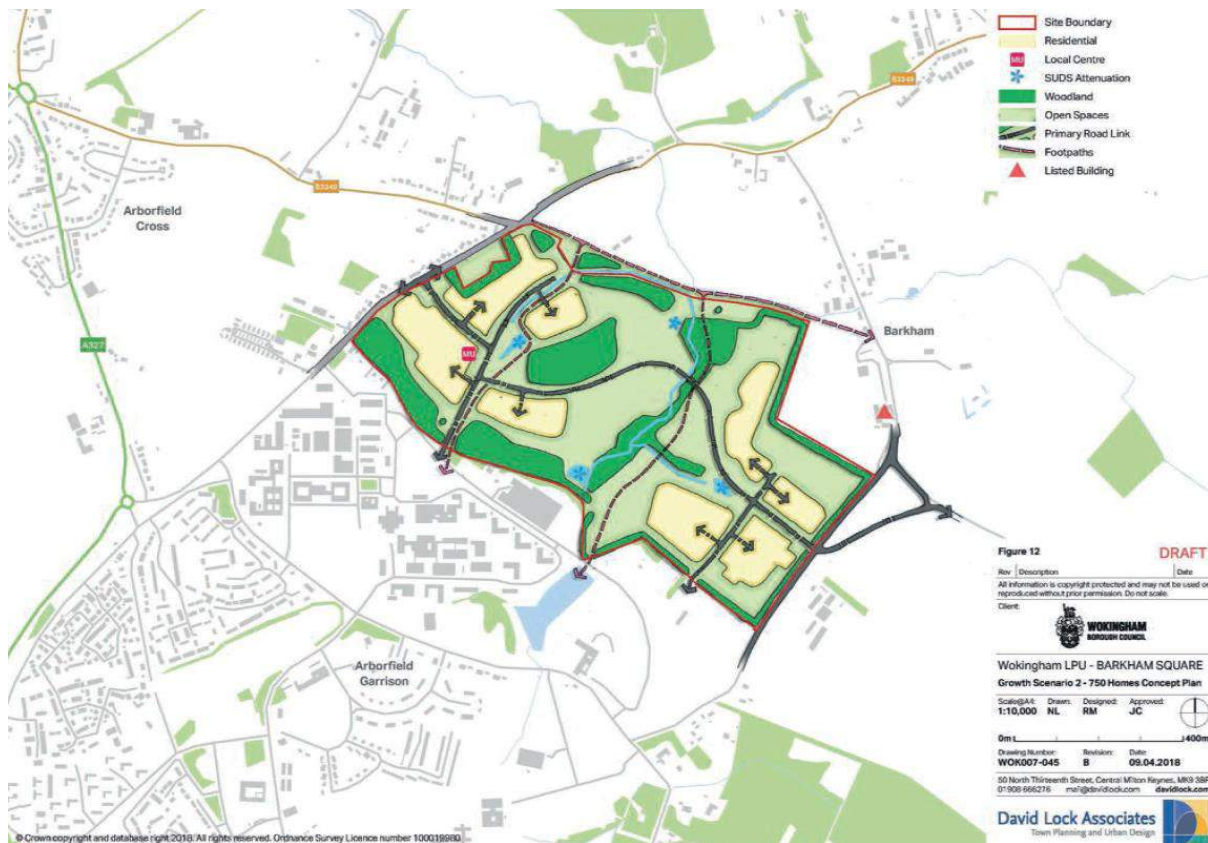 Site Boundary
Residential
MU
Local Centre
SUDS Attenuation
Woodland
Open Spaces
Primary Road Link
Footpaths
Listed Building
B3349
B3349
Arborfield
Cross
A327
MU
Barkham
Arborfield
Garrison
Figure 12
DRAFT
Rev Description Date
All information is copyright protected and may not be used or
reproduced without prior permission. Do not scale.
Client:
WOKINGHAM
BOROUGH COUNCIL
Wokingham LPU - BARKHAM SQUARE
Growth Scenario 2 - 750 Homes Concept Plan
Scale@A4: Drawn: Designed: Approved:
1:10,000 NL RM JC
0m 400m
Drawing Number: Revision: Date:
WOK007-045 B 09.04.2018
50 North Thirteenth Street, Central Milton Keynes, MK9 3BP
01908 666276 mail@davidlock.com davidlock.com
David Lock Associates
Town Planning and Urban Design
© Crown copyright and database right 2018. All rights reserved. Ordnance Survey Licence number 100019980